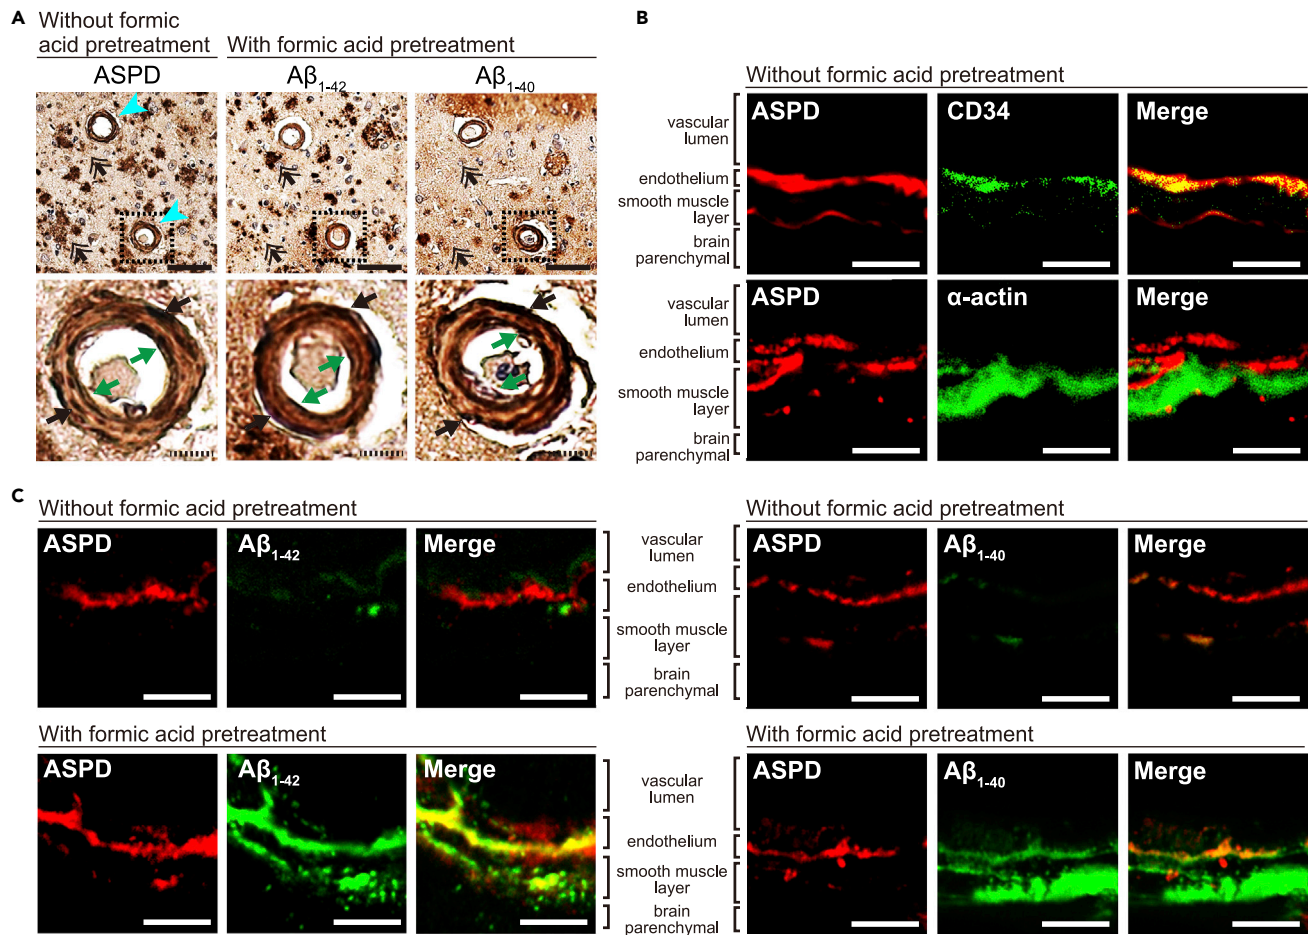 A
Without formic
acid pretreatment
With formic acid pretreatment
ASPD
Aβ1-42
Aβ1-40
B
Without formic acid pretreatment
vascular
lumen
endothelium
smooth muscle
layer
brain
parenchymal
ASPD
CD34
Merge
vascular
lumen
endothelium
smooth muscle
layer
brain
parenchymal
ASPD
α-actin
Merge
C
Without formic acid pretreatment
ASPD
Aβ1-42
Merge
vascular
lumen
endothelium
smooth muscle
layer
brain
parenchymal
Without formic acid pretreatment
ASPD
Aβ1-40
Merge
With formic acid pretreatment
ASPD
Aβ1-42
Merge
vascular
lumen
endothelium
smooth muscle
layer
brain
parenchymal
With formic acid pretreatment
ASPD
Aβ1-40
Merge